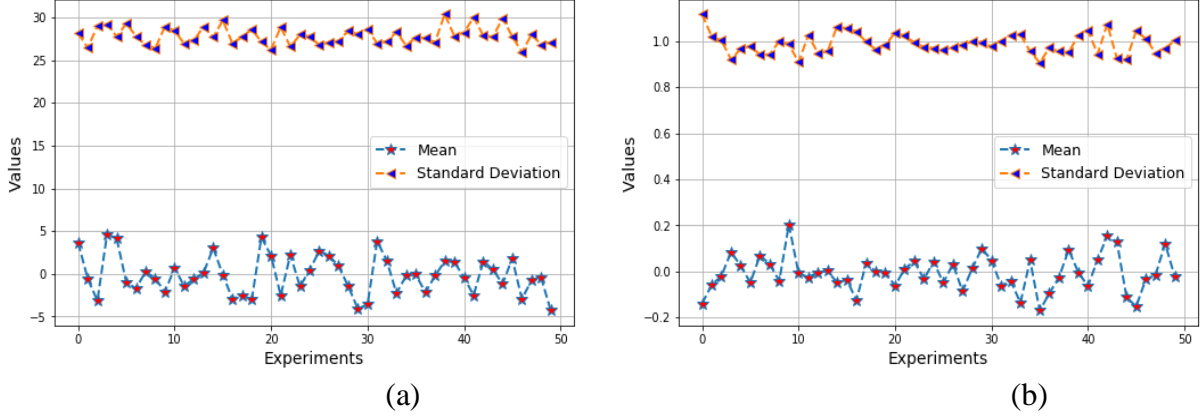 30
25
20
15
10
5
0
−5
Values
Mean
Standard Deviation
0 10 20 30 40 50
Experiments
(a)
1.0
0.8
0.6
0.4
0.2
0.0
−0.2
Values
Mean
Standard Deviation
0 10 20 30 40 50
Experiments
(b)